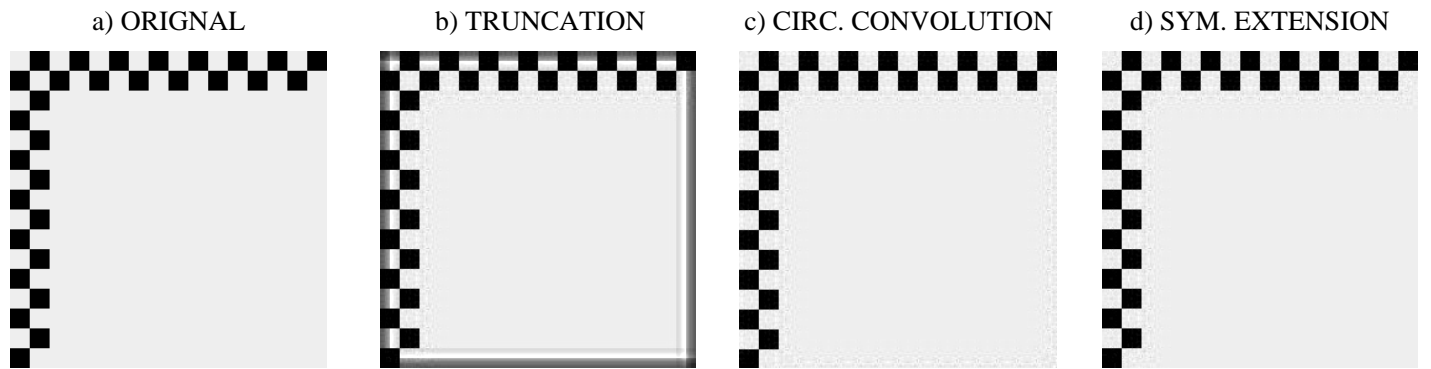 a) ORIGNAL
b) TRUNCATION
c) CIRC. CONVOLUTION
d) SYM. EXTENSION